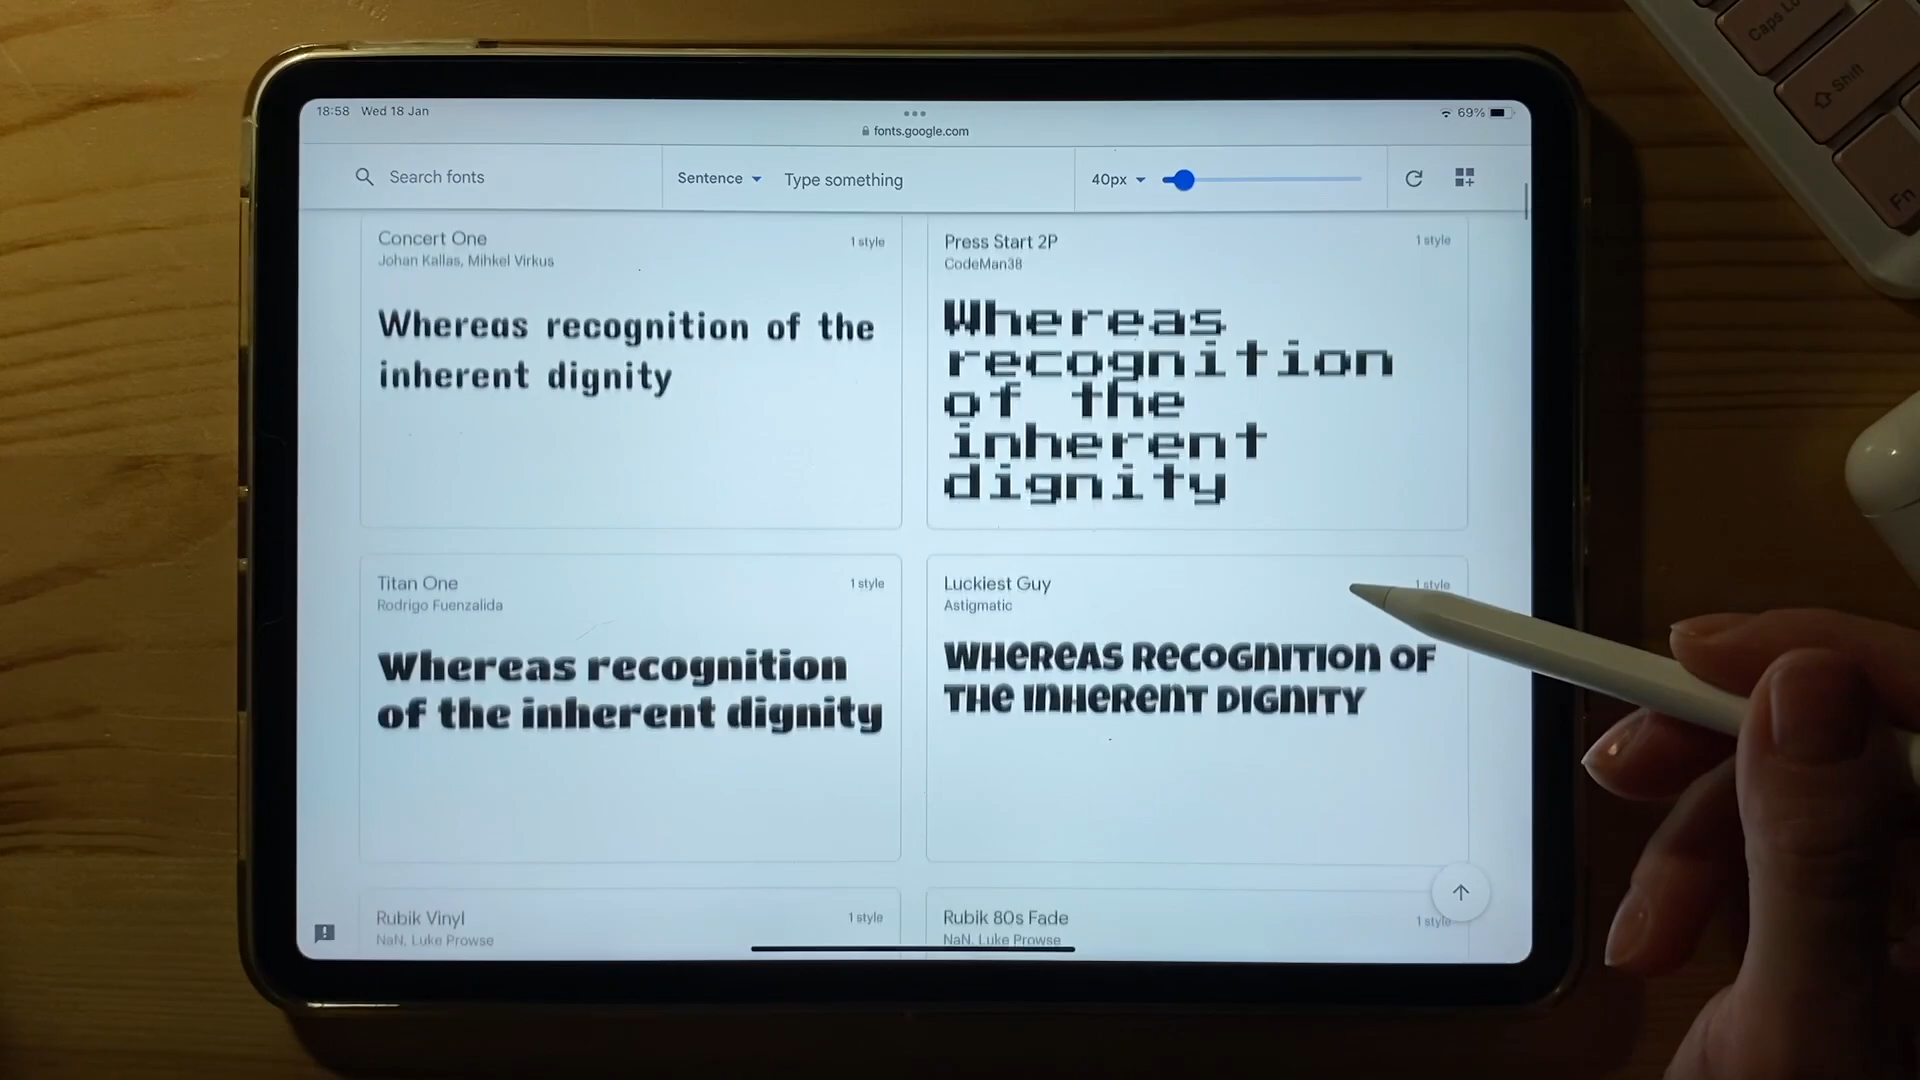 18:58 Wed 18 Jan
69%
fonts.google.com
Search fonts
Sentence
Type something
40px
Concert One
1 style
Johan Kallas, Mihkel Virkus
Whereas recognition of the
inherent dignity
Press Start 2P
1 style
CodeMan38
Whereas
recognition
of the
inherent
dignity
Titan One
1 style
Rodrigo Fuenzalida
Whereas recognition
of the inherent dignity
Luckiest Guy
1 style
Astigmatic
WHEREAS RECOGNITION OF
THE INHERENT DIGNITY
Rubik Vinyl
1 style
NaN, Luke Prowse
Rubik 80s Fade
1 style
NaN, Luke Prowse
Caps Lo
Shift
Fn